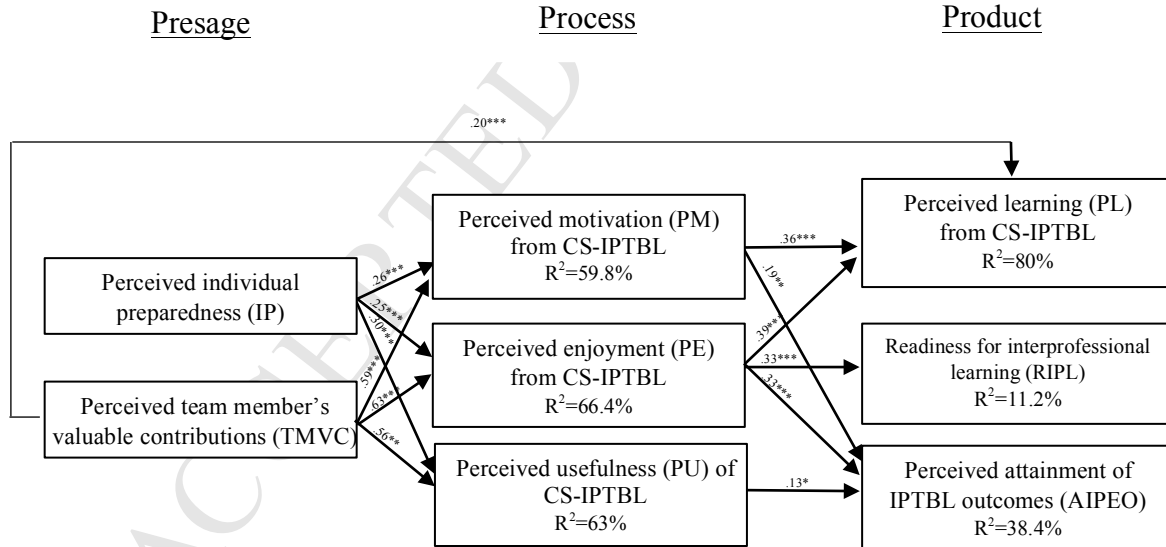 Presage
Process
Product
.20***
Perceived individual
preparedness (IP)
Perceived team member’s
valuable contributions (TMVC)
.26***
.25***
.30***
.59***
.63***
.56**
Perceived motivation (PM)
from CS-IPTBL
R²=59.8%
Perceived enjoyment (PE)
from CS-IPTBL
R²=66.4%
Perceived usefulness (PU) of
CS-IPTBL
R²=63%
.36***
.19**
.39***
.33***
.33***
.13*
Perceived learning (PL)
from CS-IPTBL
R²=80%
Readiness for interprofessional
learning (RIPL)
R²=11.2%
Perceived attainment of
IPTBL outcomes (AIPEO)
R²=38.4%